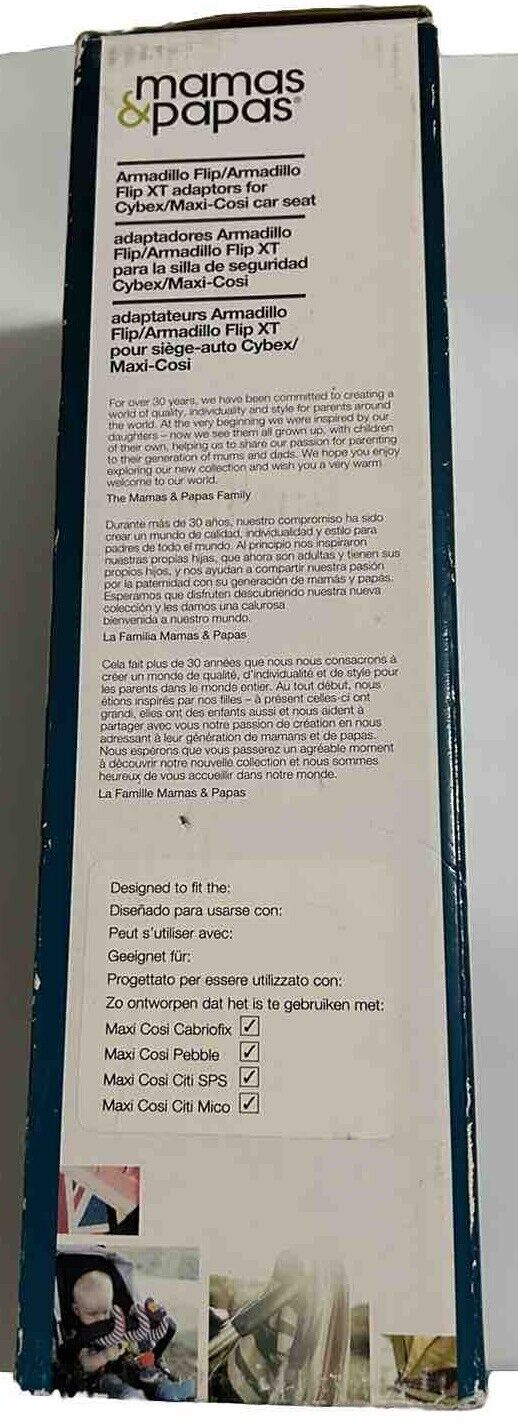 mamas
&papas
Armadillo Flip/Armadillo
Flip XT adaptors for
Cybex/Maxi-Cosi car seat
adaptadores Armadillo
Flip/Armadillo Flip XT
para la silla de seguridad
Cybex/Maxi-Cosi
adaptateurs Armadillo
Flip/Armadillo Flip XT
pour siège-auto Cybex/
Maxi-Cosi
For over 30 years, we have been committed to creating a
world of quality, individuality and style for parents around
the world. At the very beginning we were inspired by our
daughters – now we see them all grown up, with children
of their own, helping us to share our passion for parenting
to their generation of mums and dads. We hope you enjoy
exploring our new collection and wish you a very warm
welcome to our world.
The Mamas & Papas Family
Durante más de 30 años, nuestro compromiso ha sido
crear un mundo de calidad, individualidad y estilo para
padres de todo el mundo. Al principio nos inspiraron
nuestras propias hijas, que ahora son adultas y tienen sus
propios hijos, y nos ayudan a compartir nuestra pasión
por la paternidad con su generación de mamás y papás.
Esperamos que disfruten descubriendo nuestra nueva
colección y les damos una calurosa
bienvenida a nuestro mundo.
La Familia Mamas & Papas
Cela fait plus de 30 années que nous nous consacrons à
créer un monde de qualité, d'individualité et de style pour
les parents dans le monde entier. Au tout début, nous
étions inspirés par nos filles – à présent celles-ci ont
grandi, elles ont des enfants aussi et nous aident à
partager avec vous notre passion de création en nous
adressant à leur génération de mamans et de papas.
Nous espérons que vous passerez un agréable moment
à découvrir notre nouvelle collection et nous sommes
heureux de vous accueillir dans notre monde.
La Famille Mamas & Papas
Designed to fit the:
Diseñado para usarse con:
Peut s'utiliser avec:
Geeignet für:
Progettato per essere utilizzato con:
Zo ontworpen dat het is te gebruiken met:
Maxi Cosi Cabriofix ✓
Maxi Cosi Pebble ✓
Maxi Cosi Citi SPS ✓
Maxi Cosi Citi Mico ✓